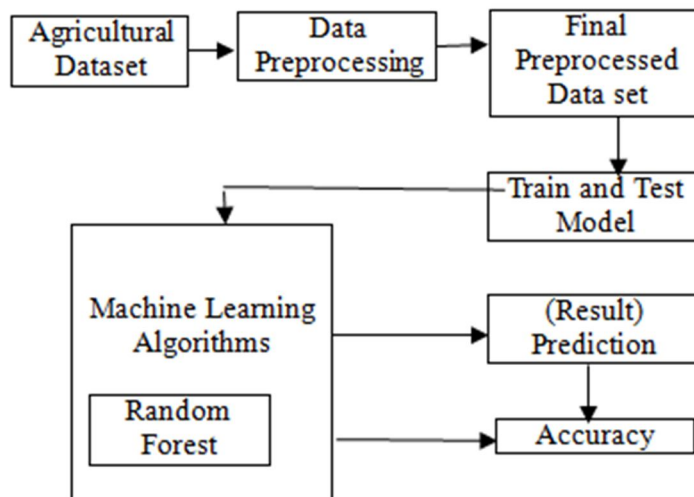 Agricultural
Dataset
Data
Preprocessing
Final
Preprocessed
Data set
Train and Test
Model
Machine Learning
Algorithms
Random
Forest
(Result)
Prediction
Accuracy